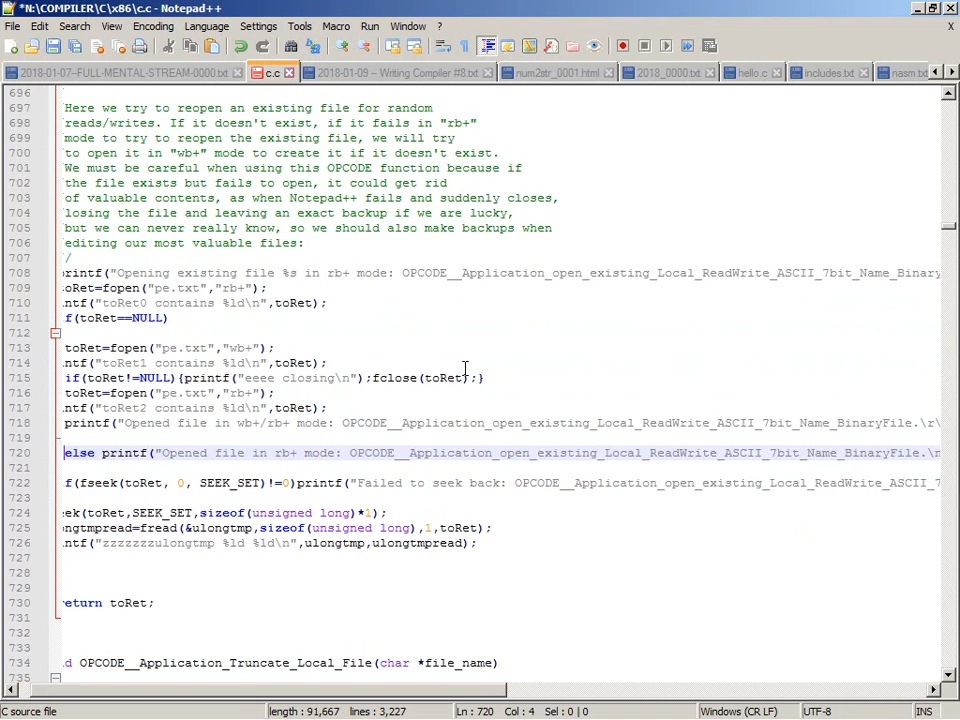 *N:\COMPILER\C\x86\c.c - Notepad++
File Edit Search View Encoding Language Settings Tools Macro Run Window ? X
2018-01-07-FULL-MENTAL-STREAM-0000.txt c.c 2018-01-09 -- Writing Compiler #8.txt num2str_0001.html 2018_0000.txt hello.c includes.txt nasm.txt
696
697 Here we try to reopen an existing file for random
698 reads/writes. If it doesn't exist, if it fails in "rb+"
699 mode to try to reopen the existing file, we will try
700 to open it in "wb+" mode to create it if it doesn't exist.
701 We must be careful when using this OPCODE function because if
702 the file exists but fails to open, it could get rid
703 of valuable contents, as when Notepad++ fails and suddenly closes,
704 losing the file and leaving an exact backup if we are lucky,
705 but we can never really know, so we should also make backups when
706 editing our most valuable files:
707 /
708 printf("Opening existing file %s in rb+ mode: OPCODE__Application_open_existing_Local_ReadWrite_ASCII_7bit_Name_Binary
709 toRet=fopen("pe.txt","rb+");
710 intf("toRet0 contains %ld\n",toRet);
711 if(toRet==NULL)
712
713 toRet=fopen("pe.txt","wb+");
714 intf("toRet1 contains %ld\n",toRet);
715 if(toRet!=NULL){printf("eeee closing\n");fclose(toRet);}
716 toRet=fopen("pe.txt","rb+");
717 intf("toRet2 contains %ld\n",toRet);
718 printf("Opened file in wb+/rb+ mode: OPCODE__Application_open_existing_Local_ReadWrite_ASCII_7bit_Name_BinaryFile.\r\
719
720 else printf("Opened file in rb+ mode: OPCODE__Application_open_existing_Local_ReadWrite_ASCII_7bit_Name_BinaryFile.\n
721
722 if(fseek(toRet, 0, SEEK_SET)!=0)printf("Failed to seek back: OPCODE__Application_open_existing_Local_ReadWrite_ASCII_7
723
724 eek(toRet,SEEK_SET,sizeof(unsigned long)*1);
725 ongtmpread=fread(&ulongtmp,sizeof(unsigned long),1,toRet);
726 intf("zzzzzzzulongtmp %ld %ld\n",ulongtmp,ulongtmpread);
727
728
729
730 return toRet;
731
732
733
734 id OPCODE__Application_Truncate_Local_File(char *file_name)
735
C source file length : 91,667 lines : 3,227 Ln : 720 Col : 4 Sel : 0 | 0 Windows (CR LF) UTF-8 INS